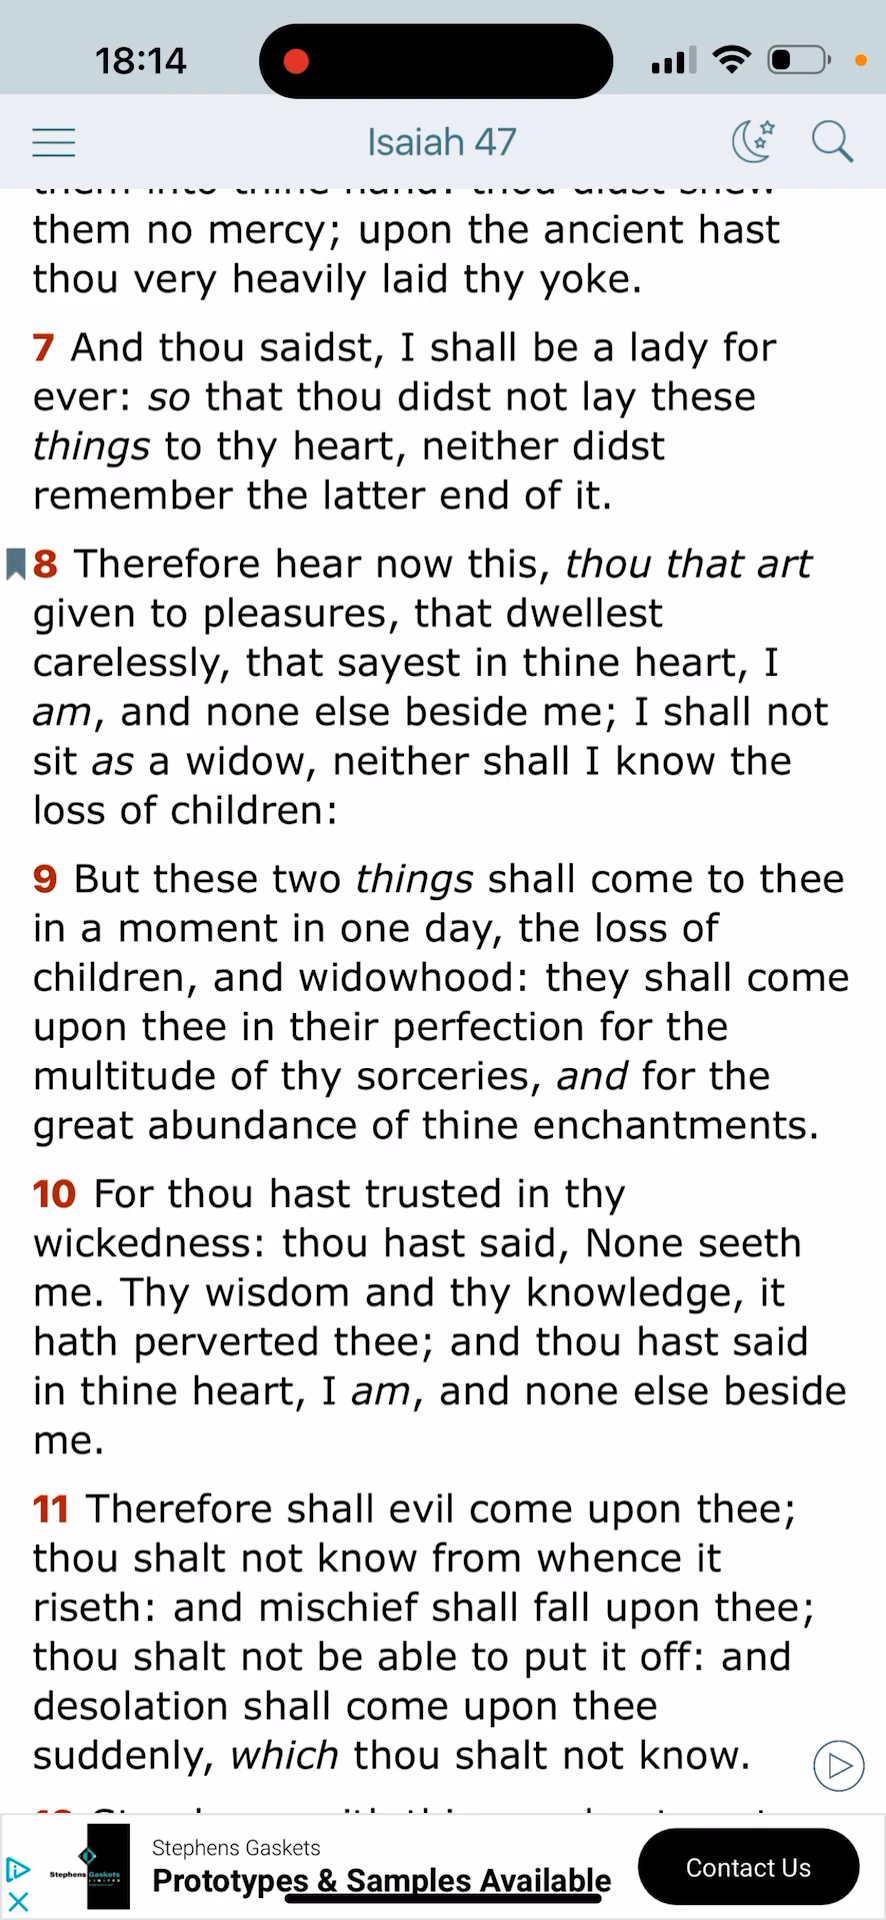 18:14
Isaiah 47
them no mercy; upon the ancient hast
thou very heavily laid thy yoke.
7 And thou saidst, I shall be a lady for
ever: so that thou didst not lay these
things to thy heart, neither didst
remember the latter end of it.
8 Therefore hear now this, thou that art
given to pleasures, that dwellest
carelessly, that sayest in thine heart, I
am, and none else beside me; I shall not
sit as a widow, neither shall I know the
loss of children:
9 But these two things shall come to thee
in a moment in one day, the loss of
children, and widowhood: they shall come
upon thee in their perfection for the
multitude of thy sorceries, and for the
great abundance of thine enchantments.
10 For thou hast trusted in thy
wickedness: thou hast said, None seeth
me. Thy wisdom and thy knowledge, it
hath perverted thee; and thou hast said
in thine heart, I am, and none else beside
me.
11 Therefore shall evil come upon thee;
thou shalt not know from whence it
riseth: and mischief shall fall upon thee;
thou shalt not be able to put it off: and
desolation shall come upon thee
suddenly, which thou shalt not know.
Stephens Gaskets
LIMITED
Stephens Gaskets
Prototypes & Samples Available
Contact Us